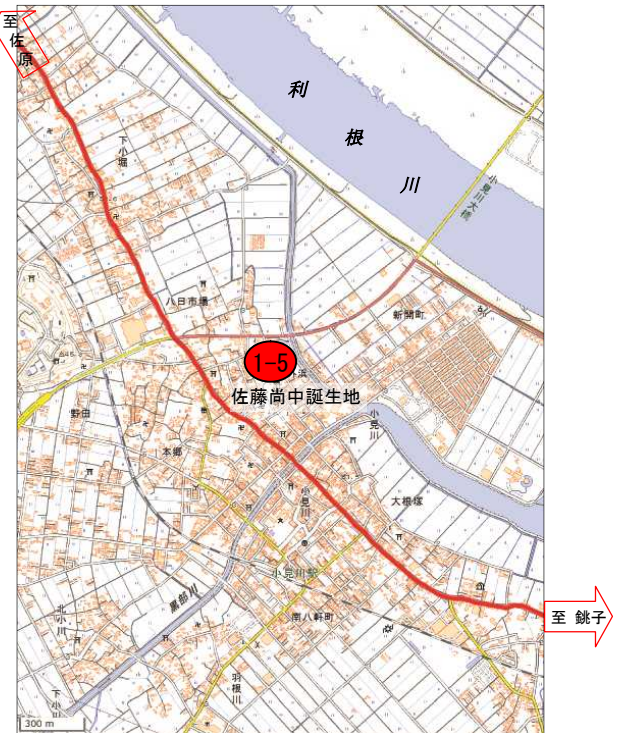 至
佐
原
利
根
川
下小堀
小見川大橋
八日市場
新開町
1-5
佐藤尚中誕生地
野田
本郷
小見川
小見川
大根塚
小見川駅
黒部川
南八軒町
北小川
羽根川
至 銚子
300 m